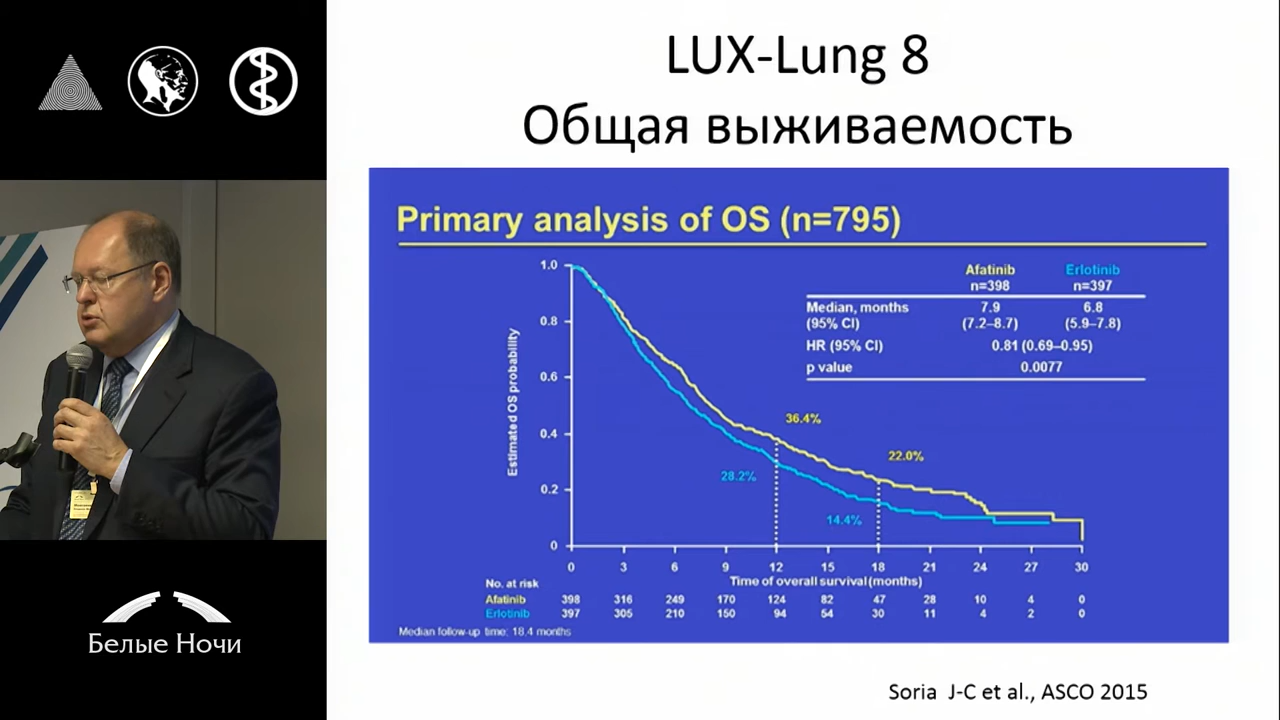 LUX-Lung 8
Общая выживаемость
Primary analysis of OS (n=795)
Afatinib Erlotinib
n=398 n=397
Median, months 7.9 6.8
(95% CI) (7.2–8.7) (5.9–7.8)
HR (95% CI) 0.81 (0.69–0.95)
p value 0.0077
Estimated OS probability
1.0
0.8
0.6
0.4
0.2
0
36.4%
28.2%
22.0%
14.4%
0 3 6 9 12 15 18 21 24 27 30
Time of overall survival (months)
No. at risk
Afatinib 398 316 249 170 124 82 47 28 10 4 0
Erlotinib 397 305 210 150 94 54 30 11 4 2 0
Median follow-up time: 18.4 months
Soria J-C et al., ASCO 2015
Белые Ночи